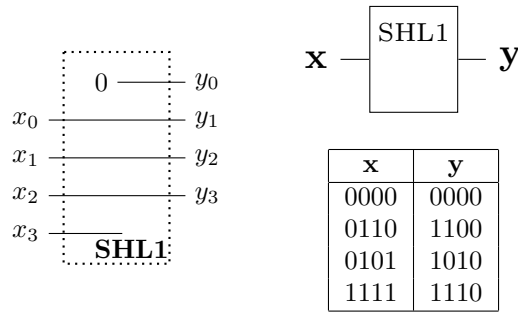 0 y₀
x₀ y₁
x₁ y₂
x₂ y₃
x₃
SHL1
x SHL1 y
x y
0000 0000
0110 1100
0101 1010
1111 1110